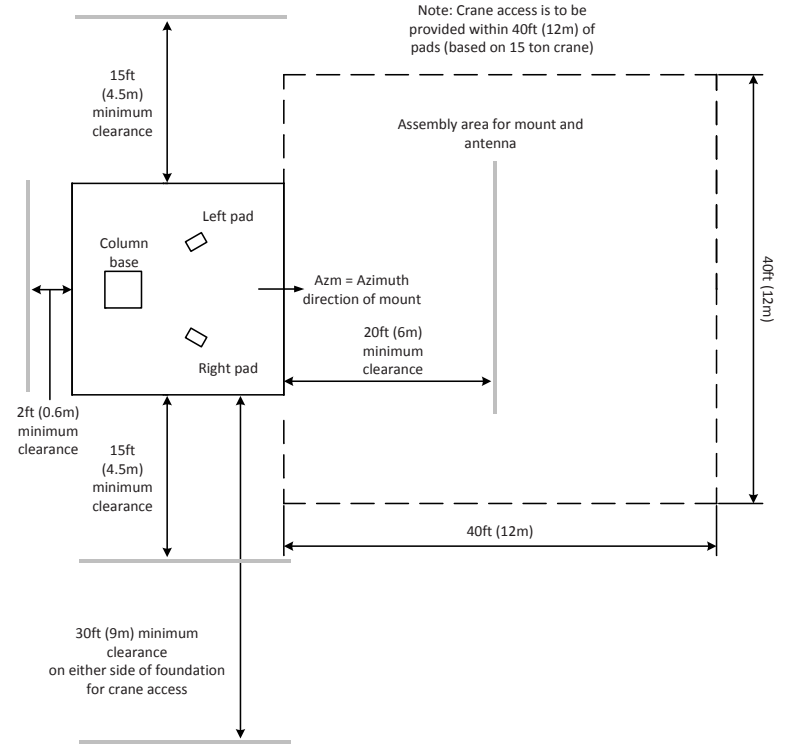 Note: Crane access is to be
provided within 40ft (12m) of
pads (based on 15 ton crane)
15ft
(4.5m)
minimum
clearance
Assembly area for mount and
antenna
Left pad
Column
base
Azm = Azimuth
direction of mount
40ft (12m)
20ft (6m)
minimum
clearance
Right pad
2ft (0.6m)
minimum
clearance
15ft
(4.5m)
minimum
clearance
40ft (12m)
30ft (9m) minimum
clearance
on either side of foundation
for crane access